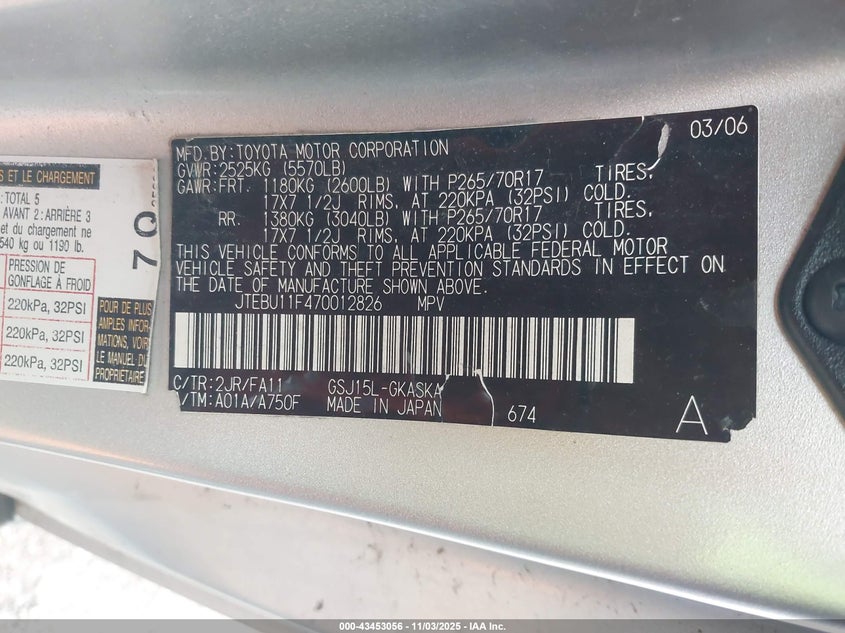 S ET LE CHARGEMENT
: TOTAL 5
AVANT 2: ARRIÈRE 3
et du chargement ne
540 kg ou 1190 lb.
PRESSION DE
GONFLAGE À FROID
220kPa, 32PSI
220kPa, 32PSI
220kPa, 32PSI
POUR DE PLUS
AMPLES INFOR-
MATIONS, VOIR
LE MANUEL DU
7 Q
03/06
MFD.BY:TOYOTA MOTOR CORPORATION
GVWR:2525KG (5570LB)
GAWR:FRT. 1180KG (2600LB) WITH P265/70R17 TIRES,
17X7 1/2J RIMS, AT 220KPA (32PSI) COLD.
RR. 1380KG (3040LB) WITH P265/70R17 TIRES,
17X7 1/2J RIMS, AT 220KPA (32PSI) COLD.
THIS VEHICLE CONFORMS TO ALL APPLICABLE FEDERAL MOTOR
VEHICLE SAFETY AND THEFT PREVENTION STANDARDS IN EFFECT ON
THE DATE OF MANUFACTURE SHOWN ABOVE.
JTEBU11F470012826 MPV
C/TR:2JR/FA11 GSJ15L-GKASKA
/TM:A01A/A750F MADE IN JAPAN 674 A
000-43453056 - 11/03/2025 - IAA Inc.